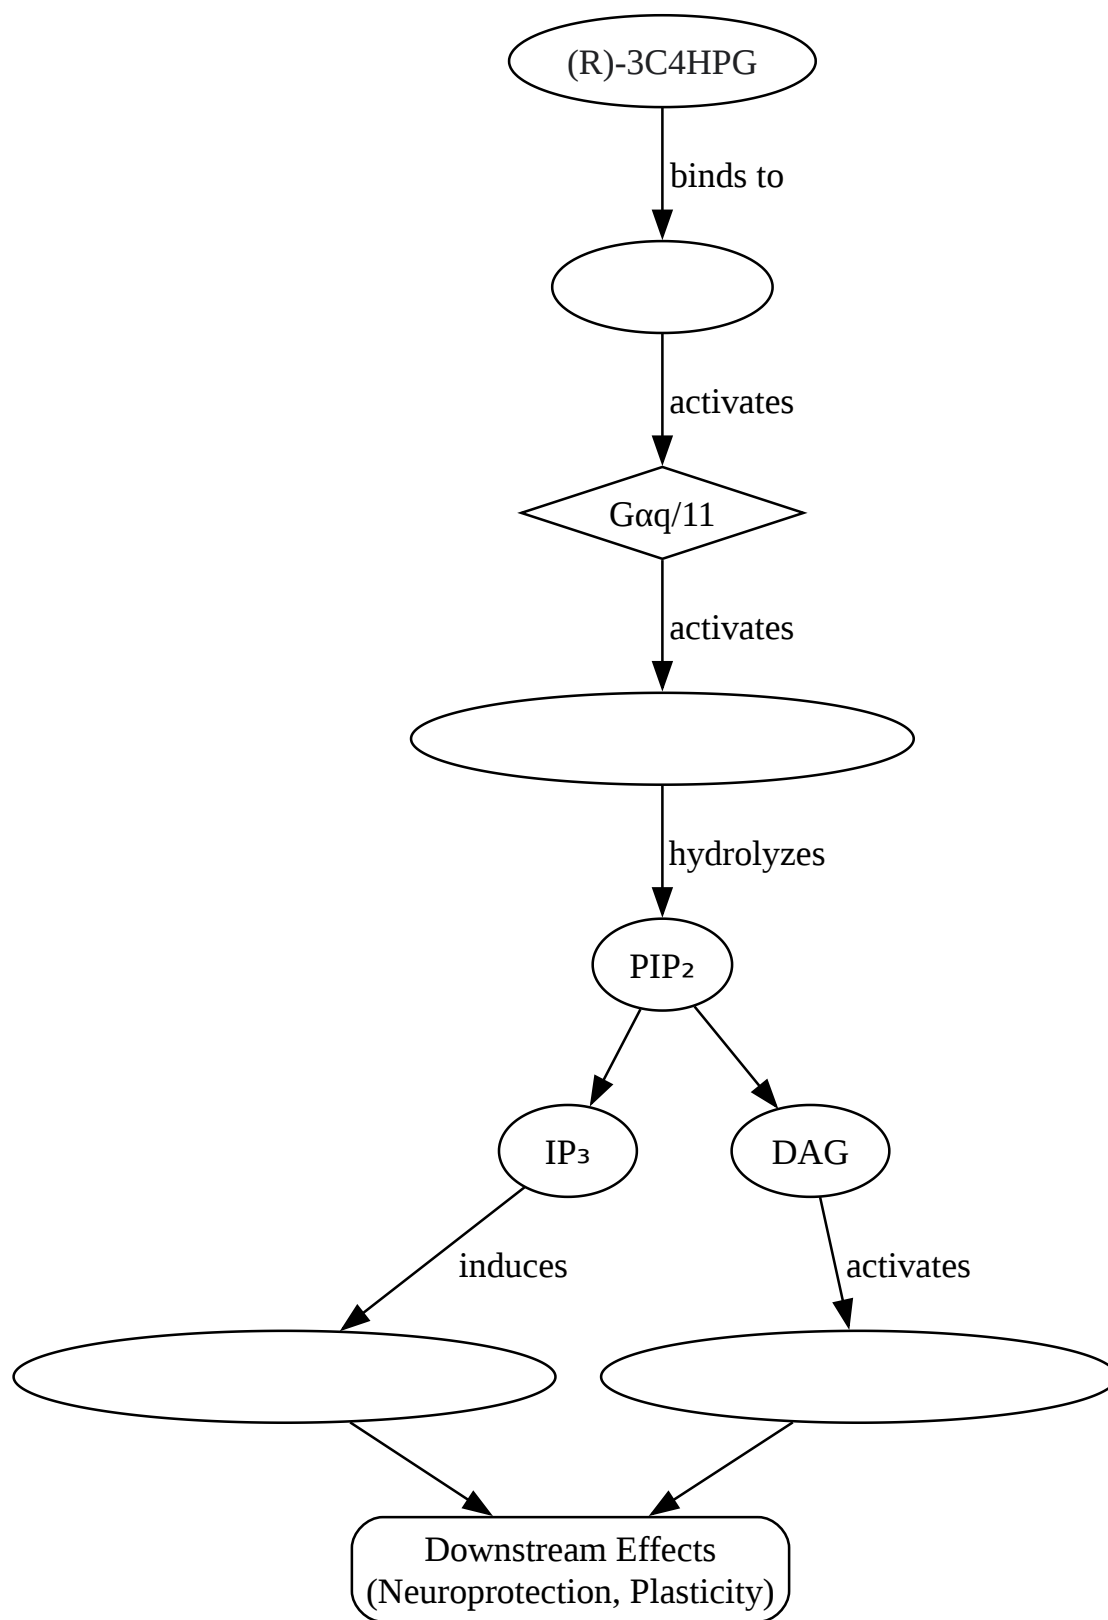 (R)-3C4HPG
binds to
activates
Gαq/11
activates
hydrolyzes
PIP₂
IP₃
DAG
induces
activates
Downstream Effects
(Neuroprotection, Plasticity)